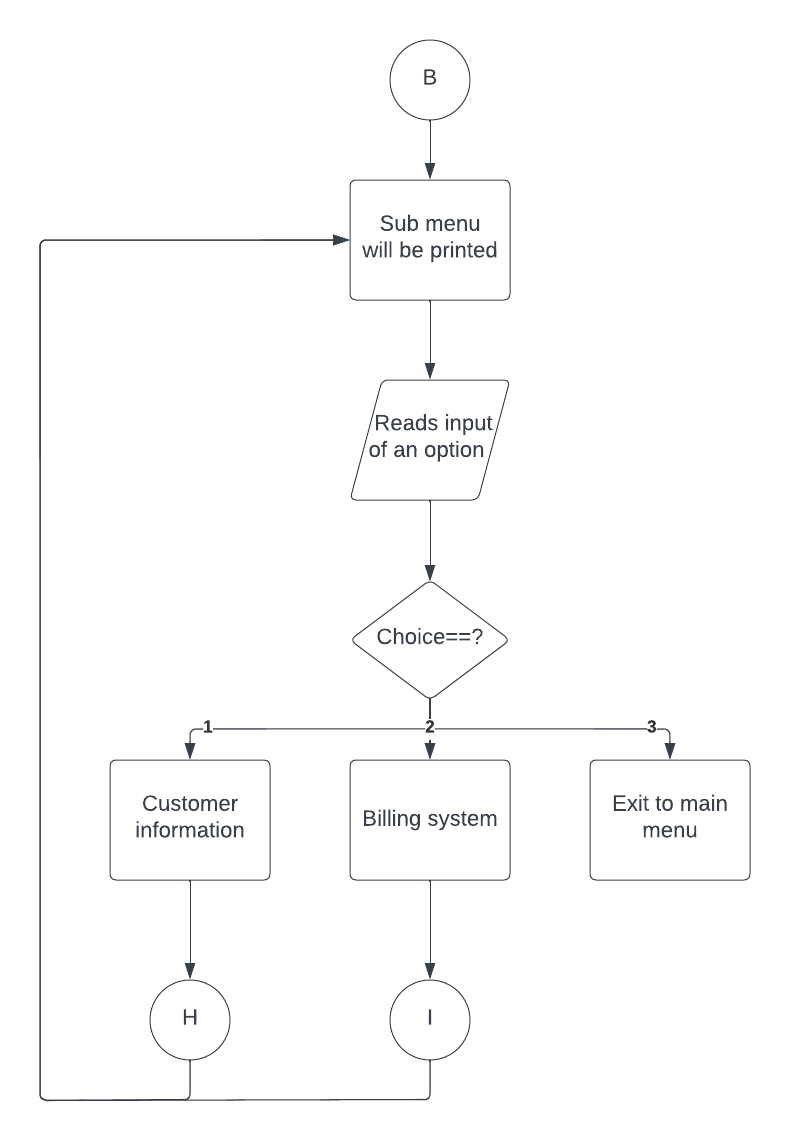 B
Sub menu
will be printed
Reads input
of an option
Choice==?
1
2
3
Customer
information
Billing system
Exit to main
menu
H
I